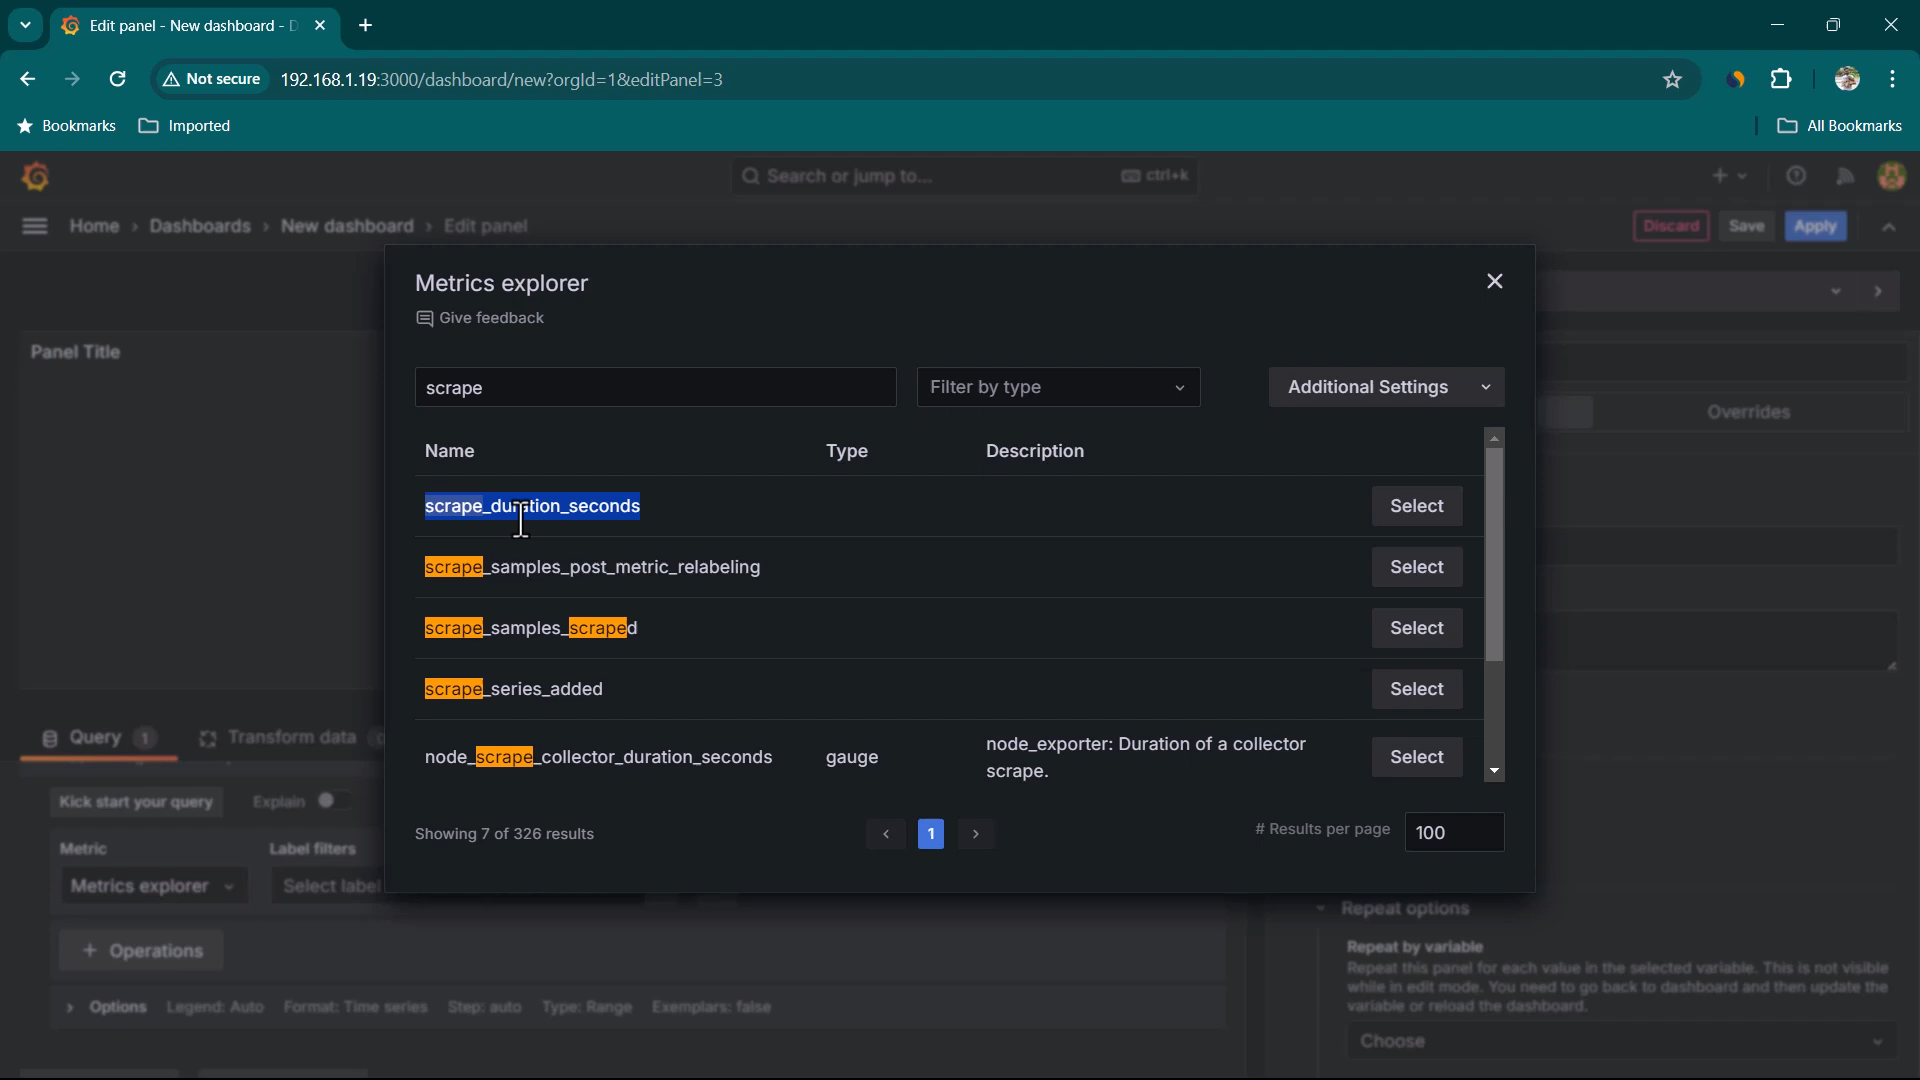 Edit panel - New dashboard - D
Not secure
192.168.1.19:3000/dashboard/new?orgId=1&editPanel=3
Bookmarks
Imported
All Bookmarks
Search or jump to...
ctrl+k
Home › Dashboards › New dashboard › Edit panel
Discard
Save
Apply
Metrics explorer
Give feedback
Panel Title
scrape
Filter by type
Additional Settings
Overrides
Name
Type
Description
scrape_duration_seconds
Select
scrape_samples_post_metric_relabeling
Select
scrape_samples_scraped
Select
scrape_series_added
Select
node_scrape_collector_duration_seconds
gauge
node_exporter: Duration of a collector
scrape.
Select
Query 1
Transform data
Kick start your query
Explain
Showing 7 of 326 results
1
# Results per page
100
Metric
Label filters
Metrics explorer
Select label
Operations
Options Legend: Auto Format: Time series Step: auto Type: Range Exemplars: false
Repeat options
Repeat by variable
Repeat this panel for each value in the selected variable. This is not visible
while in edit mode. You need to go back to dashboard and then update the
variable or reload the dashboard.
Choose